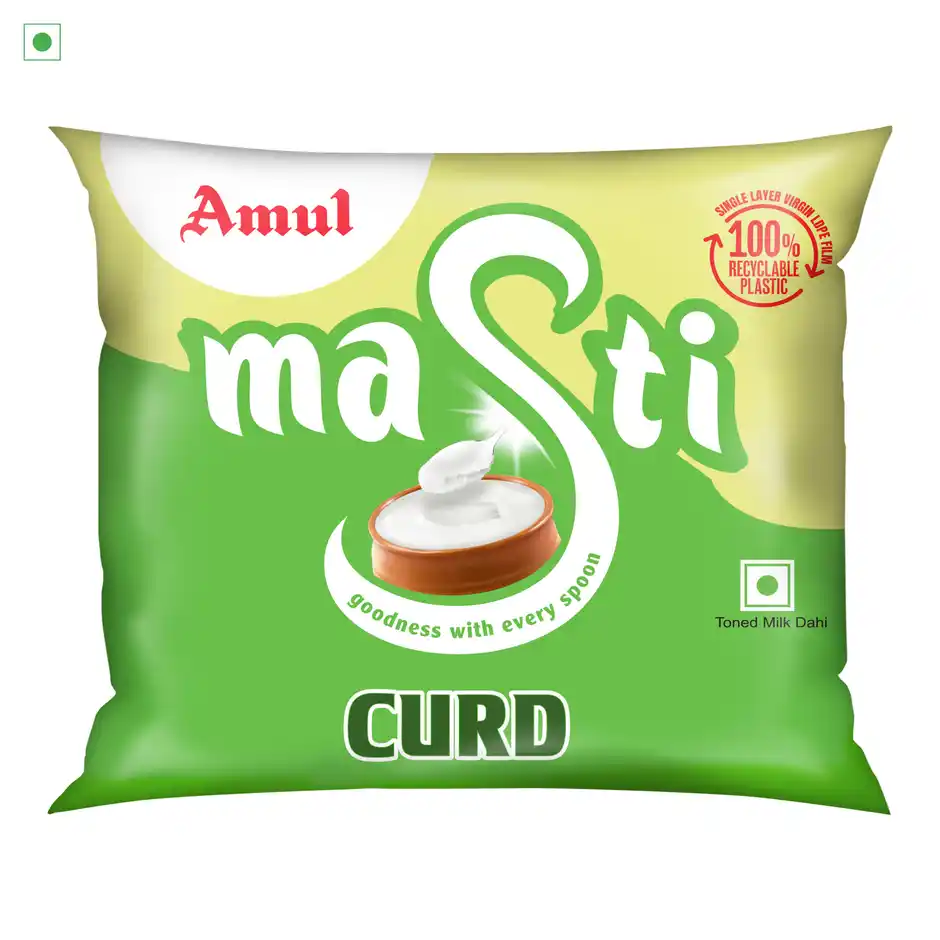 Amul
masti
SINGLE LAYER VIRGIN LDPE FILM
100%
RECYCLABLE
PLASTIC
goodness with every spoon
Toned Milk Dahi
CURD